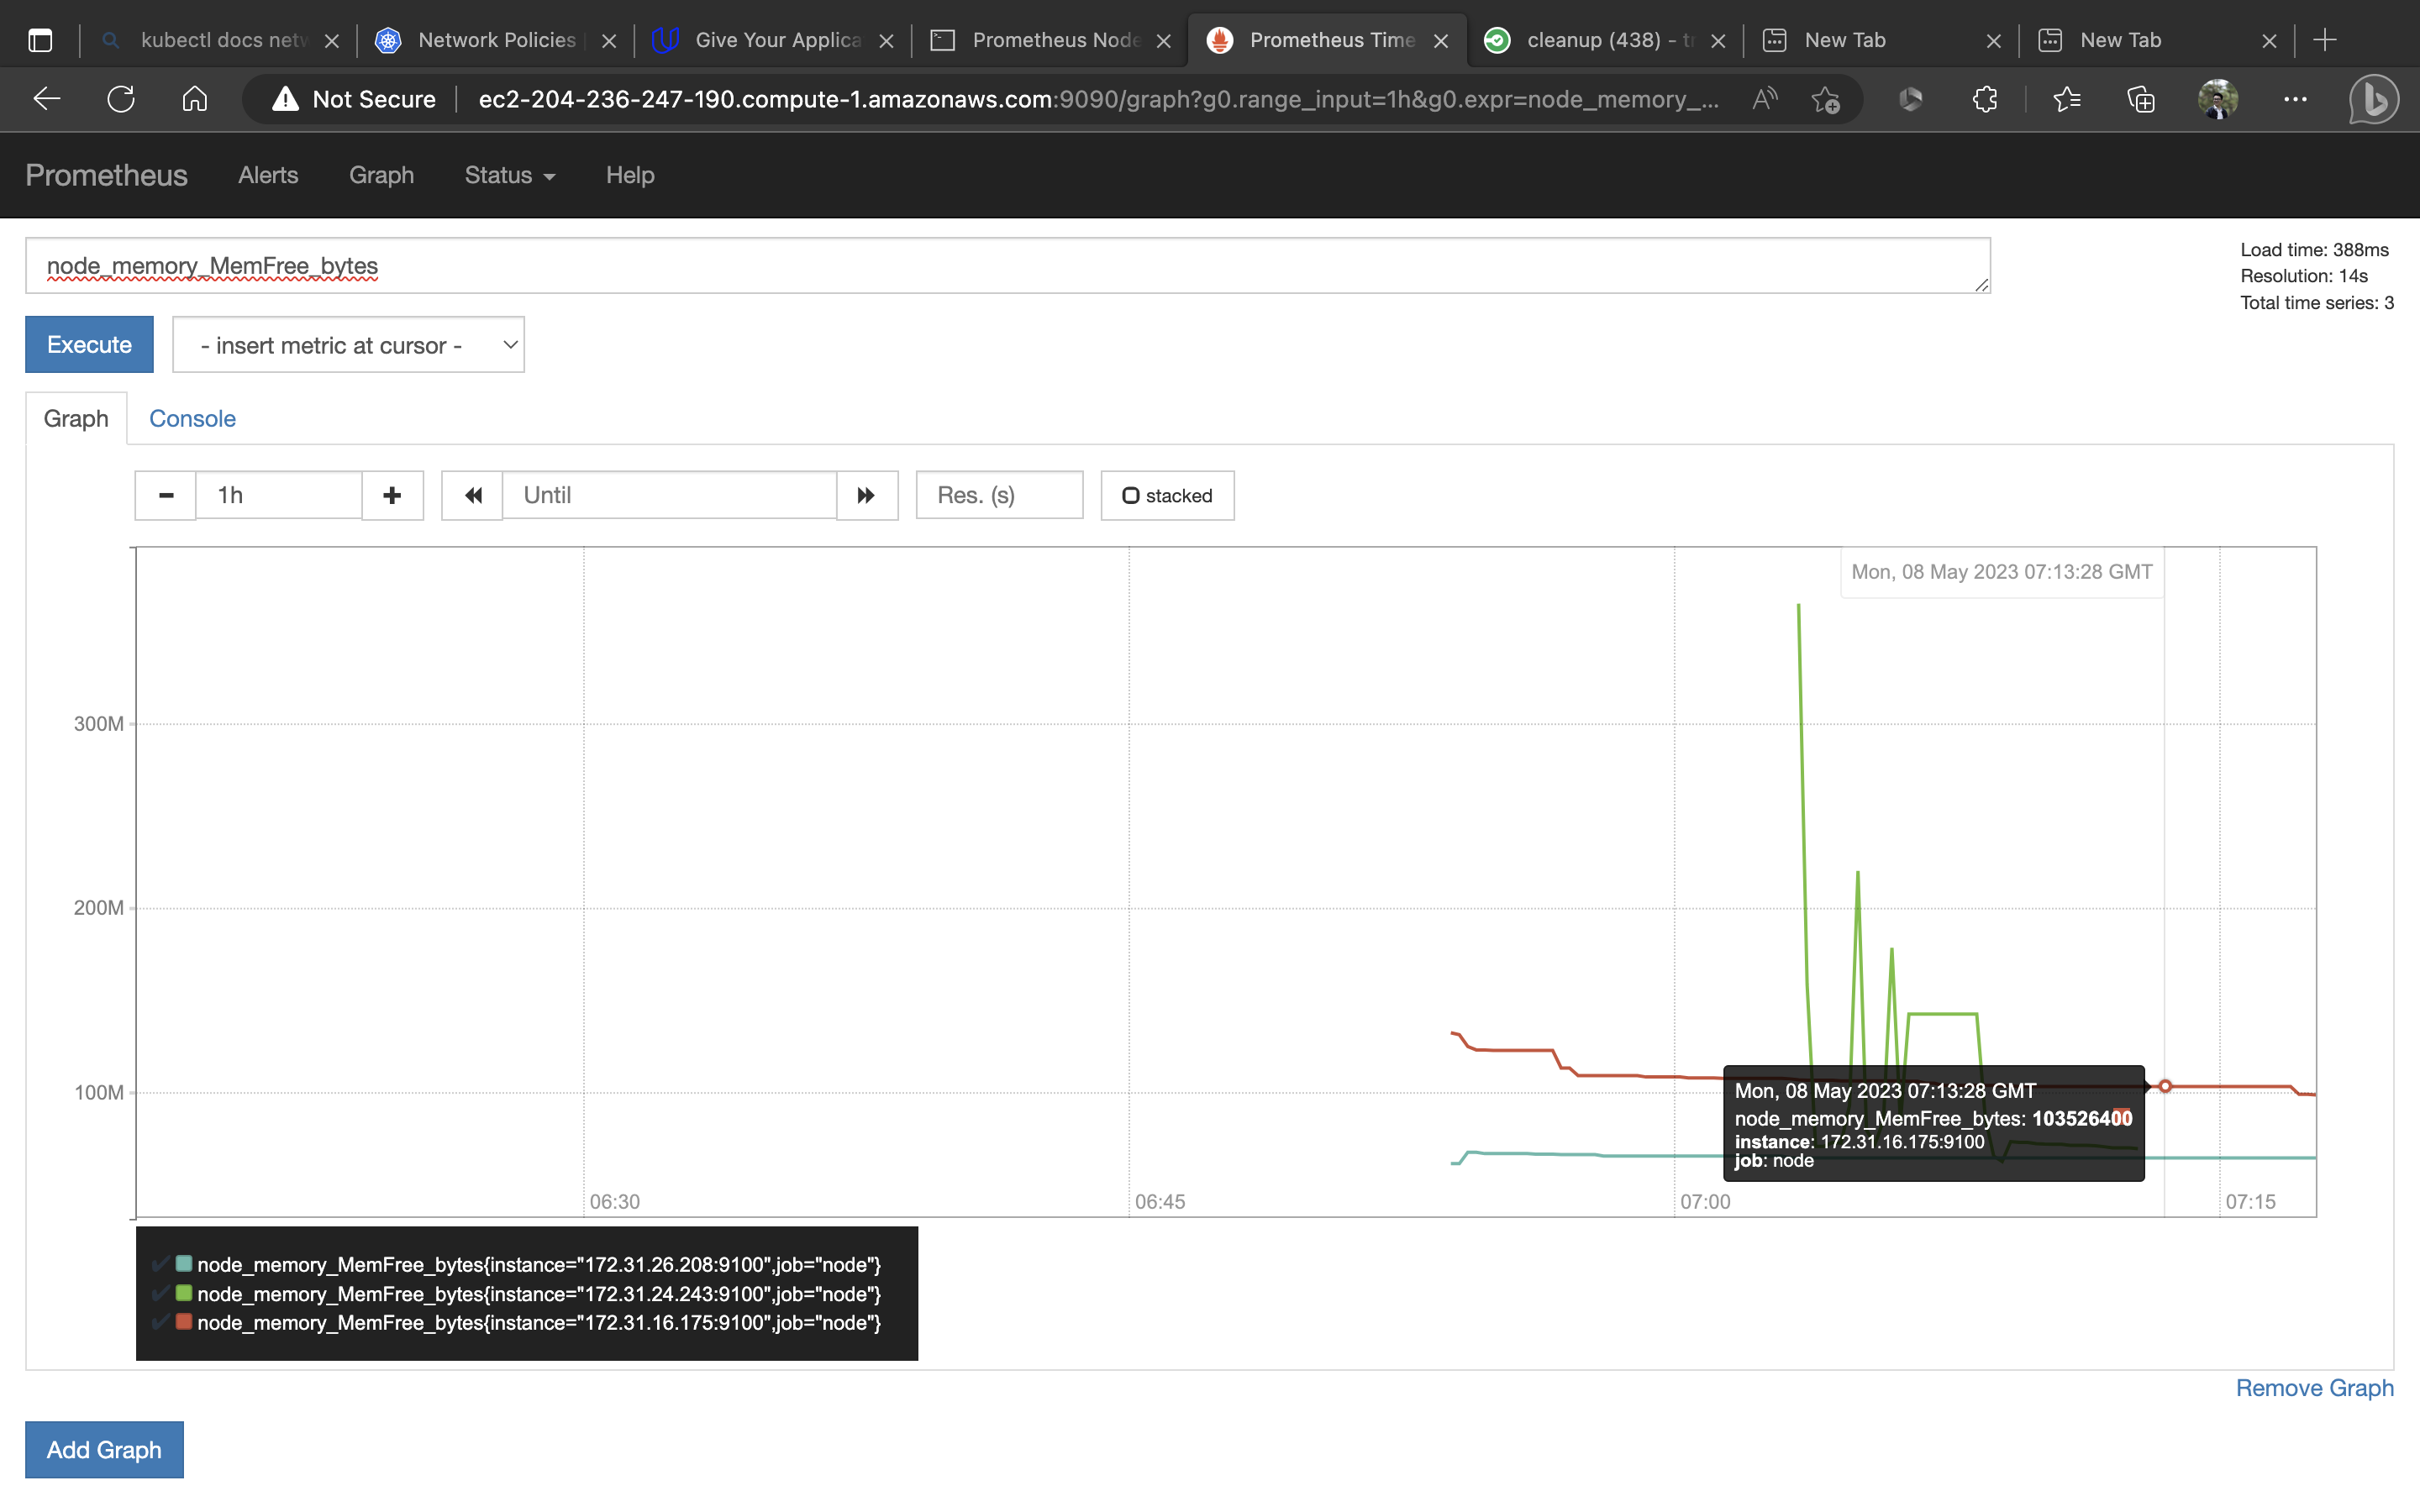 kubectl docs netw
Network Policies
Give Your Applica
Prometheus Node
Prometheus Time
cleanup (438) - tr
New Tab
New Tab
Not Secure
ec2-204-236-247-190.compute-1.amazonaws.com:9090/graph?g0.range_input=1h&g0.expr=node_memory_...
Prometheus Alerts Graph Status Help
node_memory_MemFree_bytes
Load time: 388ms
Resolution: 14s
Total time series: 3
Execute
- insert metric at cursor -
Graph Console
1h
Until
Res. (s)
stacked
Mon, 08 May 2023 07:13:28 GMT
300M
200M
100M
Mon, 08 May 2023 07:13:28 GMT
node_memory_MemFree_bytes: 103526400
instance: 172.31.16.175:9100
job: node
06:30
06:45
07:00
07:15
node_memory_MemFree_bytes{instance="172.31.26.208:9100",job="node"}
node_memory_MemFree_bytes{instance="172.31.24.243:9100",job="node"}
node_memory_MemFree_bytes{instance="172.31.16.175:9100",job="node"}
Remove Graph
Add Graph